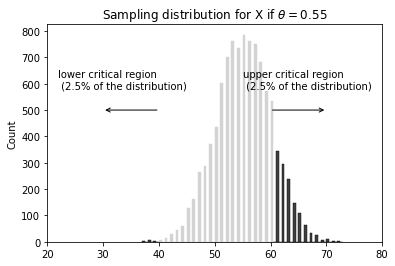 Sampling distribution for X if θ = 0.55
800
700
600
500
400
300
200
100
0
Count
lower critical region
(2.5% of the distribution)
upper critical region
(2.5% of the distribution)
20 30 40 50 60 70 80